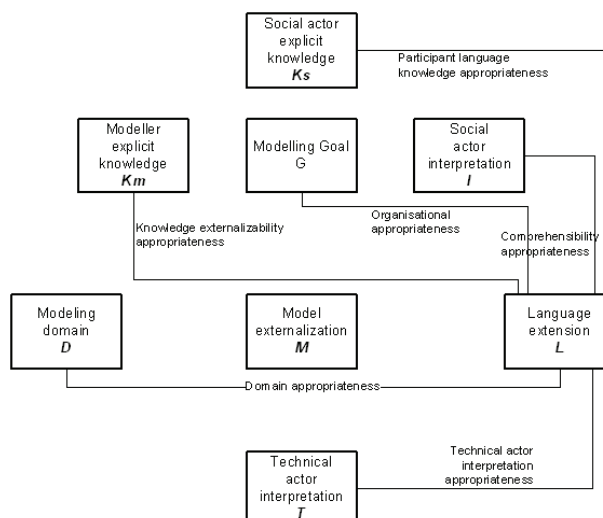 Social actor
explicit
knowledge
Ks
Participant language
knowledge appropriateness
Modeller
explicit
knowledge
Km
Modelling Goal
G
Social
actor
interpretation
I
Knowledge externalizability
appropriateness
Organisational
appropriateness
Comprehensibility
appropriateness
Modeling
domain
D
Model
externalization
M
Language
extension
L
Domain appropriateness
Technical actor
interpretation
appropriateness
Technical
actor
interpretation
T